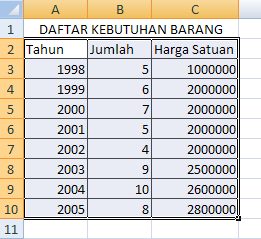 A B C
1 DAFTAR KEBUTUHAN BARANG
2 Tahun Jumlah Harga Satuan
3 1998 5 1000000
4 1999 6 2000000
5 2000 7 2000000
6 2001 5 2000000
7 2002 4 2000000
8 2003 9 2500000
9 2004 10 2600000
10 2005 8 2800000
11